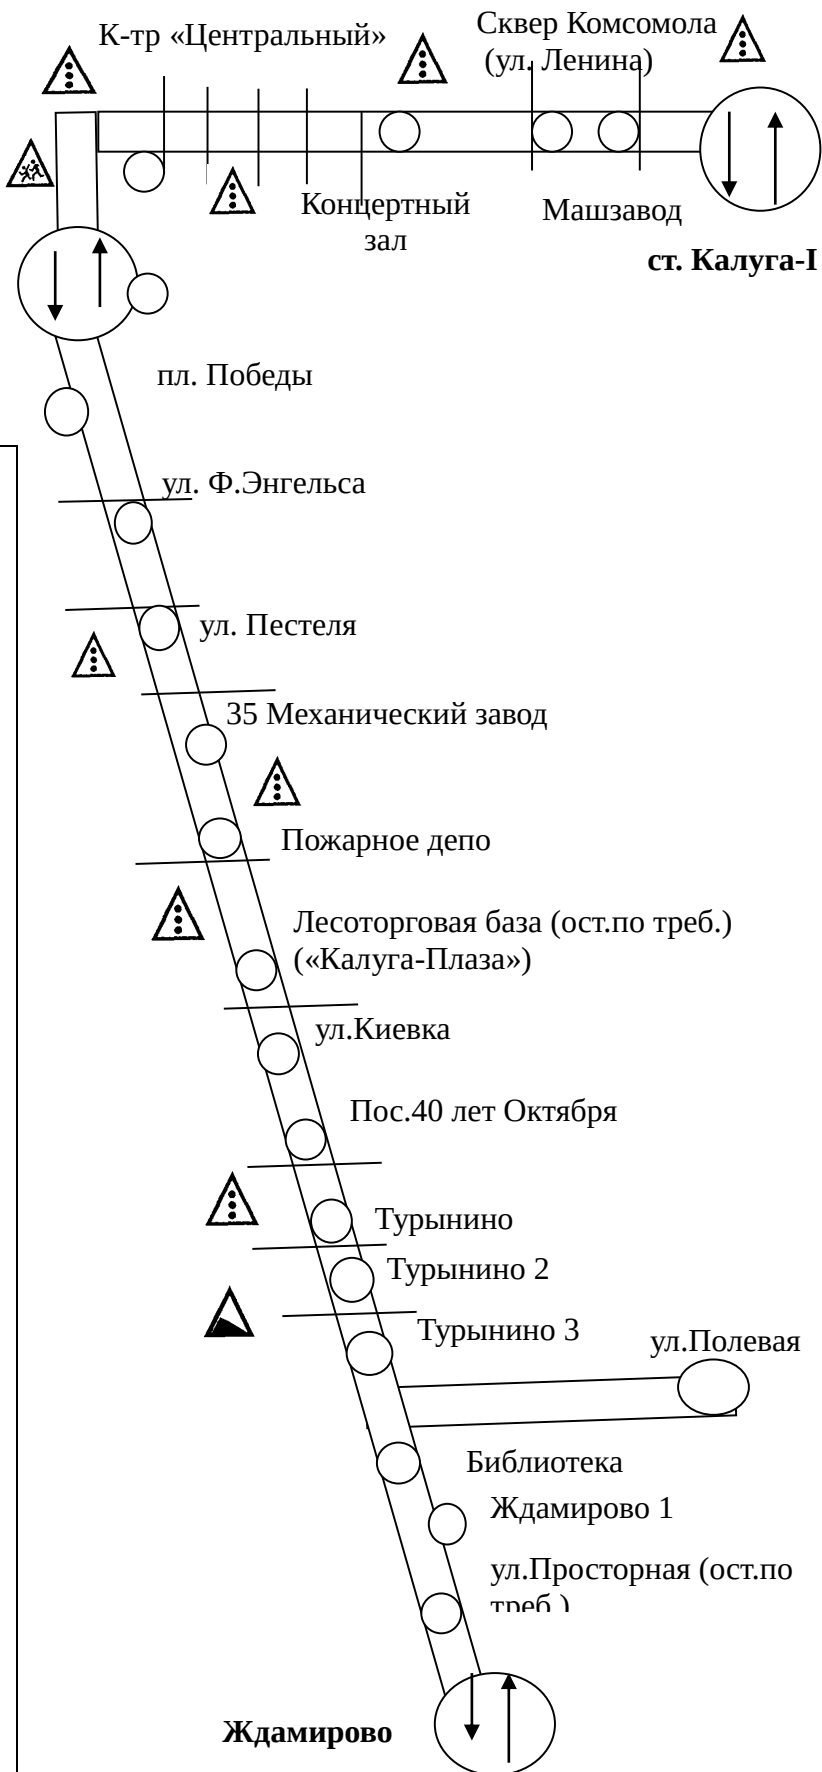 К-тр «Центральный»
Сквер Комсомола
(ул. Ленина)
Концертный
зал
Машзавод
ст. Калуга-I
пл. Победы
ул. Ф.Энгельса
ул. Пестеля
35 Механический завод
Пожарное депо
Лесоторговая база (ост.по треб.)
(«Калуга-Плаза»)
ул.Киевка
Пос.40 лет Октября
Турынино
Турынино 2
Турынино 3
ул.Полевая
Библиотека
Ждамирово 1
ул.Просторная (ост.по
треб.)
Ждамирово